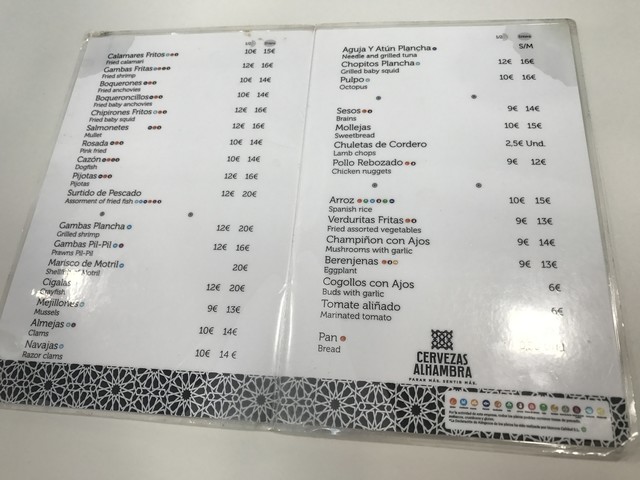 Calamares Fritos 10€ 15€
Fried calamari
Gambas Fritas 12€ 16€
Fried shrimp
Boquerones 10€ 14€
Fried anchovies
Boqueroncillos 10€ 14€
Fried baby anchovies
Chipirones Fritos 12€ 16€
Fried baby squid
Salmonetes 12€ 16€
Mullet
Rosada 10€ 14€
Pink fried
Cazón 10€ 14€
Dogfish
Pijotas 12€ 16€
Pijotas
Surtido de Pescado 12€ 20€
Assorment of fried fish
Gambas Plancha 12€ 20€
Grilled shrimp
Gambas Pil-Pil 12€ 16€
Prawns Pil-Pil
Marisco de Motril 20€
of Motril
Cigalas 12€ 20€
Crayfish
Mejillones 9€ 13€
Mussels
Almejas 10€ 14€
Clams
Navajas 10€ 14 €
Razor clams
Aguja Y Atún Plancha S/M
Needle and grilled tuna
Chopitos Plancha 12€ 16€
Grilled baby squid
Pulpo 10€ 16€
Octopus
Sesos 9€ 14€
Brains
Mollejas 10€ 15€
Sweetbread
Chuletas de Cordero 2,5€ Und.
Lamb chops
Pollo Rebozado 9€ 12€
Chicken nuggets
Arroz 10€ 15€
Spanish rice
Verduritas Fritas 9€ 13€
Fried assorted vegetables
Champiñon con Ajos 9€ 14€
Mushrooms with garlic
Berenjenas 9€ 13€
Eggplant
Cogollos con Ajos 6€
Buds with garlic
Tomate aliñado 6€
Marinated tomato
Pan
Bread
CERVEZAS
ALHAMBRA
PARAR MÁS. SENTIR MÁS.